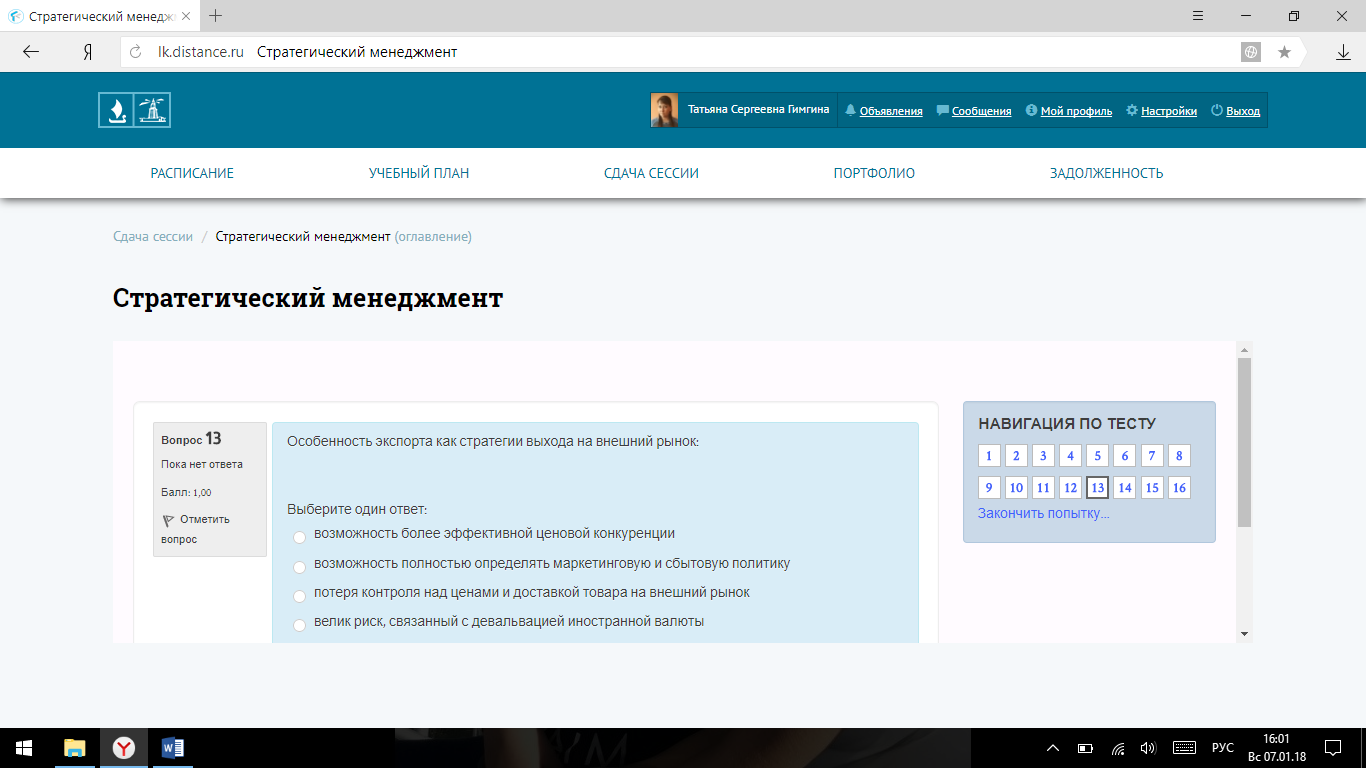 Стратегический менедж
lk.distance.ru Стратегический менеджмент
Татьяна Сергеевна Гимгина Объявления Сообщения Мой профиль Настройки Выход
РАСПИСАНИЕ УЧЕБНЫЙ ПЛАН СДАЧА СЕССИИ ПОРТФОЛИО ЗАДОЛЖЕННОСТЬ
Сдача сессии / Стратегический менеджмент (оглавление)
Стратегический менеджмент
Вопрос 13
Пока нет ответа
Балл: 1,00
Отметить
вопрос
Особенность экспорта как стратегии выхода на внешний рынок:
Выберите один ответ:
возможность более эффективной ценовой конкуренции
возможность полностью определять маркетинговую и сбытовую политику
потеря контроля над ценами и доставкой товара на внешний рынок
велик риск, связанный с девальвацией иностранной валюты
НАВИГАЦИЯ ПО ТЕСТУ
1 2 3 4 5 6 7 8
9 10 11 12 13 14 15 16
Закончить попытку...
РУС
16:01
Вс 07.01.18